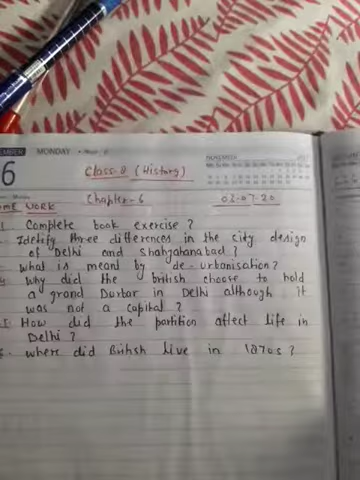 MONDAY
6
NOVEMBER
Class-8 (History)
Chapter-6
03-07-20
WORK
Complete book exercise ?
Idetify three differences in the city design
of Delhi and Shahjahanabad ?
what is meant by de-urbanisation?
why did the british choose to hold
a grand Durbar in Delhi although it
was not a capital ?
How did the partition affect life in
Delhi ?
where did British live in 1870s ?